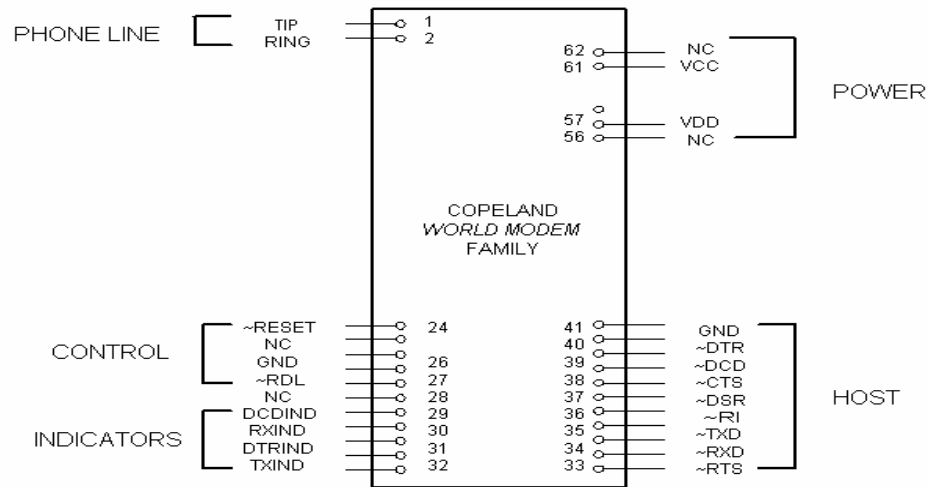 PHONE LINE
TIP 1
RING 2
62 NC
61 VCC
POWER
57 VDD
56 NC
COPELAND
WORLD MODEM
FAMILY
CONTROL
~RESET 24
NC
GND 26
~RDL 27
NC 28
INDICATORS
DCDIND 29
RXIND 30
DTRIND 31
TXIND 32
41 GND
40 ~DTR
39 ~DCD
38 ~CTS
37 ~DSR
36 ~RI
35 ~TXD
34 ~RXD
33 ~RTS
HOST